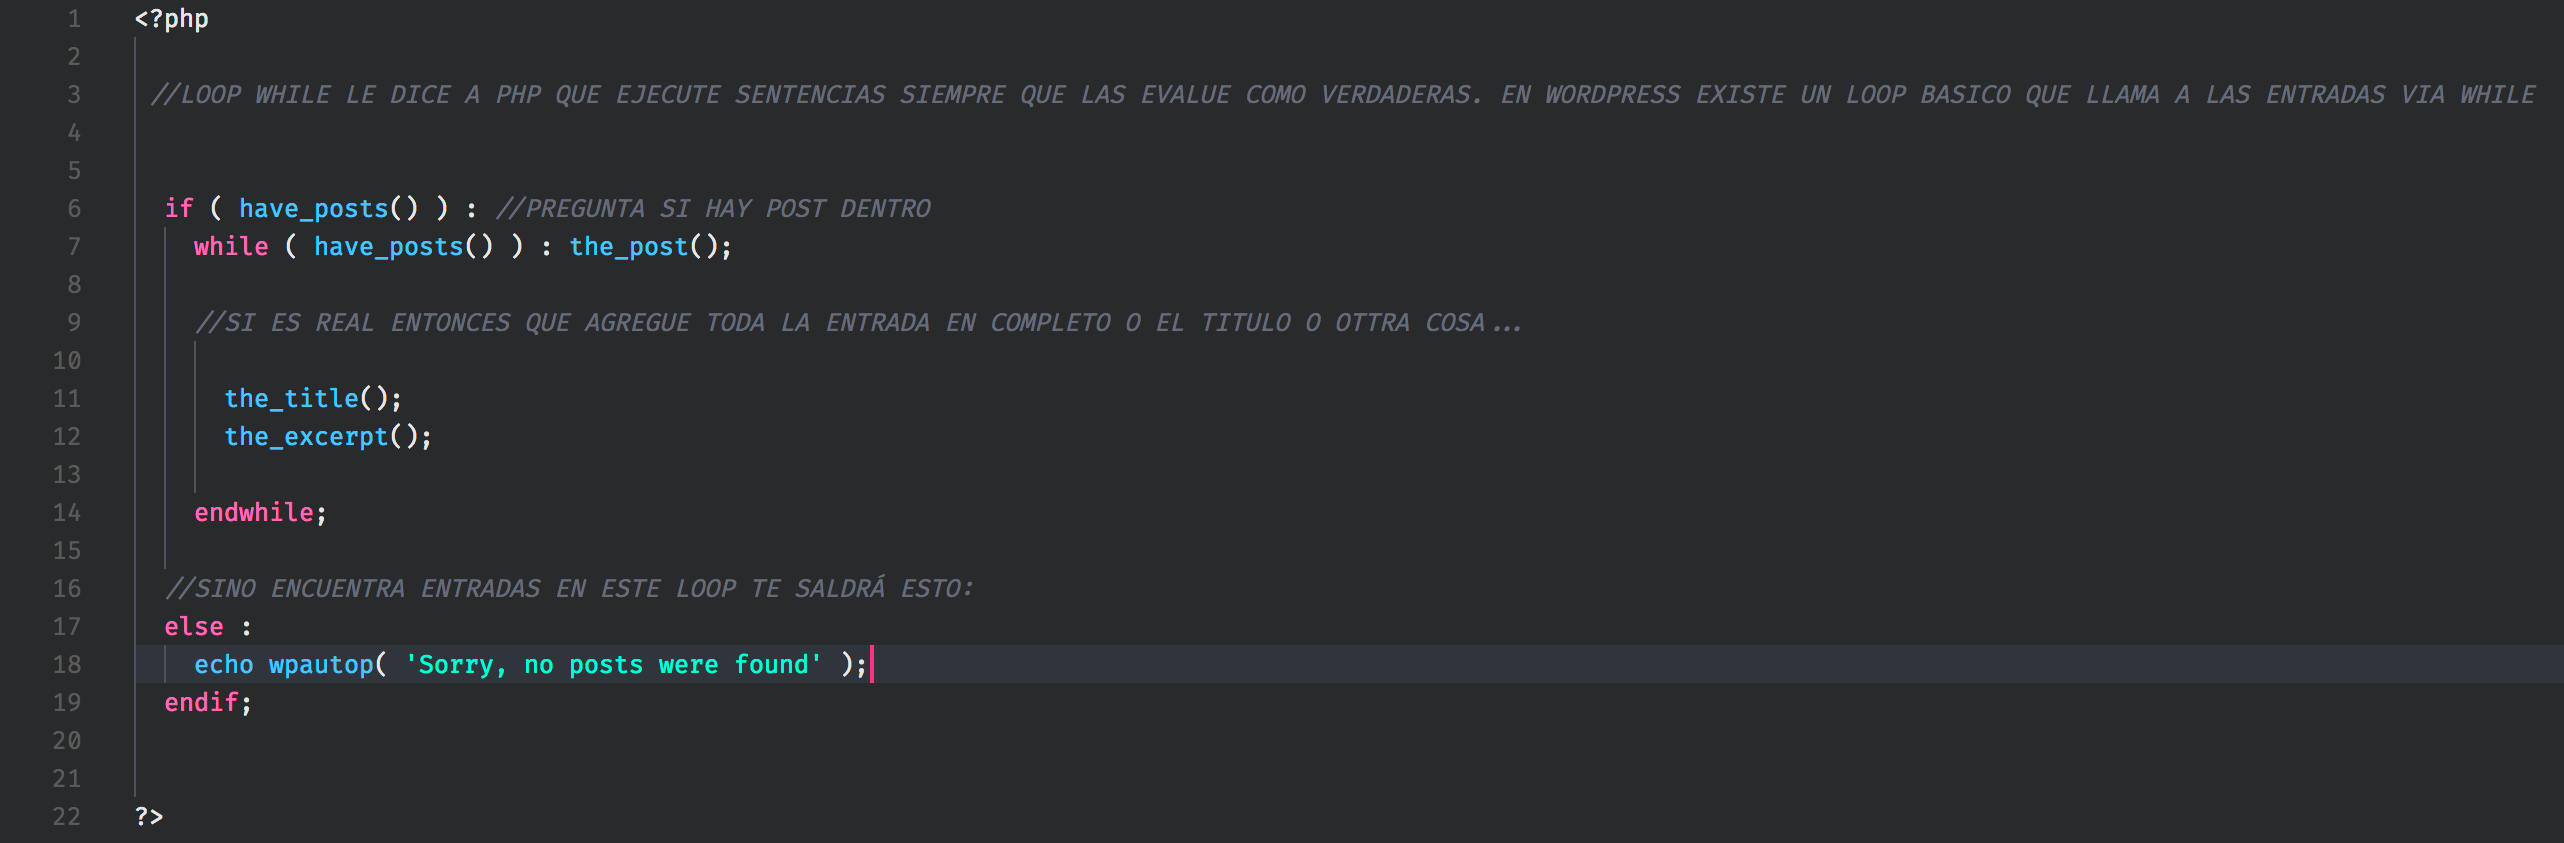 1 <?php
2
3 //LOOP WHILE LE DICE A PHP QUE EJECUTE SENTENCIAS SIEMPRE QUE LAS EVALUE COMO VERDADERAS. EN WORDPRESS EXISTE UN LOOP BASICO QUE LLAMA A LAS ENTRADAS VIA WHILE
4
5
6 if ( have_posts() ) : //PREGUNTA SI HAY POST DENTRO
7 while ( have_posts() ) : the_post();
8
9 //SI ES REAL ENTONCES QUE AGREGUE TODA LA ENTRADA EN COMPLETO O EL TITULO O OTTRA COSA...
10
11 the_title();
12 the_excerpt();
13
14 endwhile;
15
16 //SINO ENCUENTRA ENTRADAS EN ESTE LOOP TE SALDRÁ ESTO:
17 else :
18 echo wpautop( 'Sorry, no posts were found' );
19 endif;
20
21
22 ?>